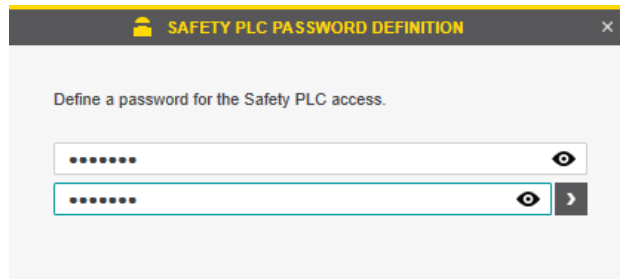 SAFETY PLC PASSWORD DEFINITION
Define a password for the Safety PLC access.
•••••••
•••••••